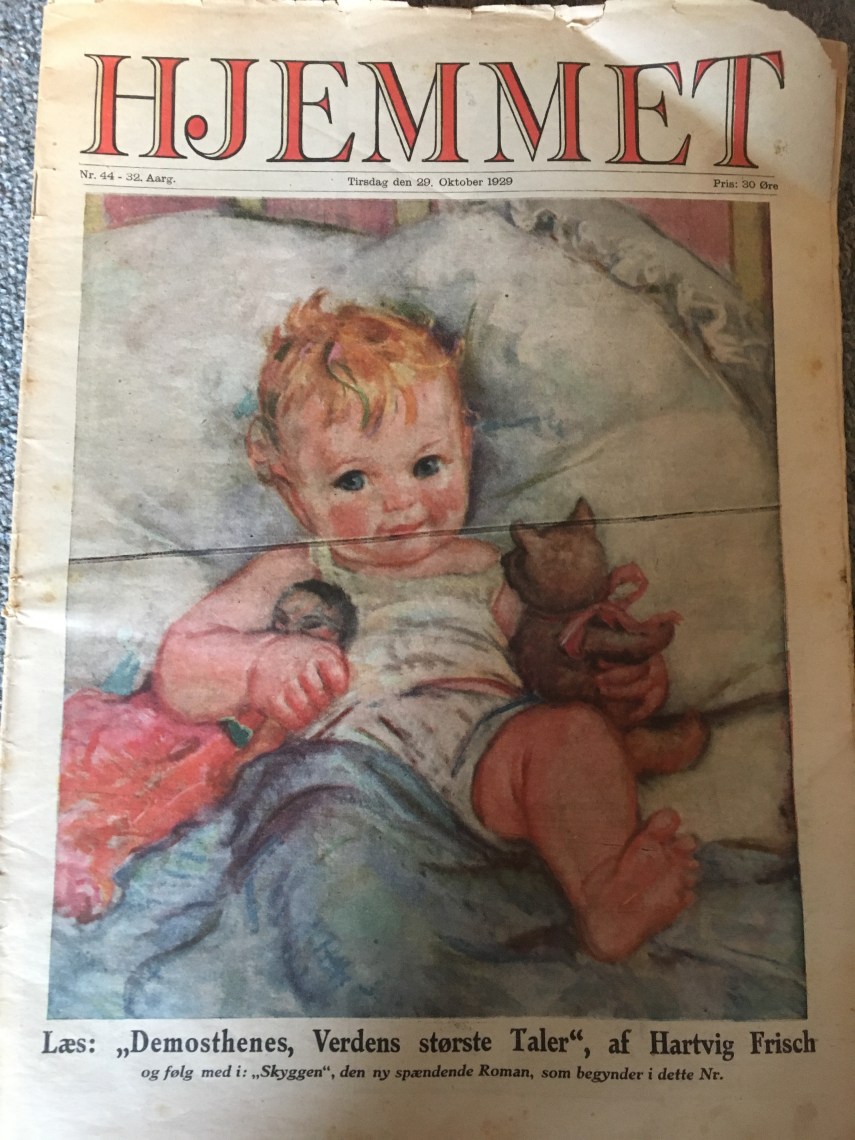 HJEMMET
Nr. 44 - 32. Aarg. Tirsdag den 29. Oktober 1929 Pris: 30 Øre
Læs: „Demosthenes, Verdens største Taler“, af Hartvig Frisch
og følg med i: „Skyggen“, den ny spændende Roman, som begynder i dette Nr.